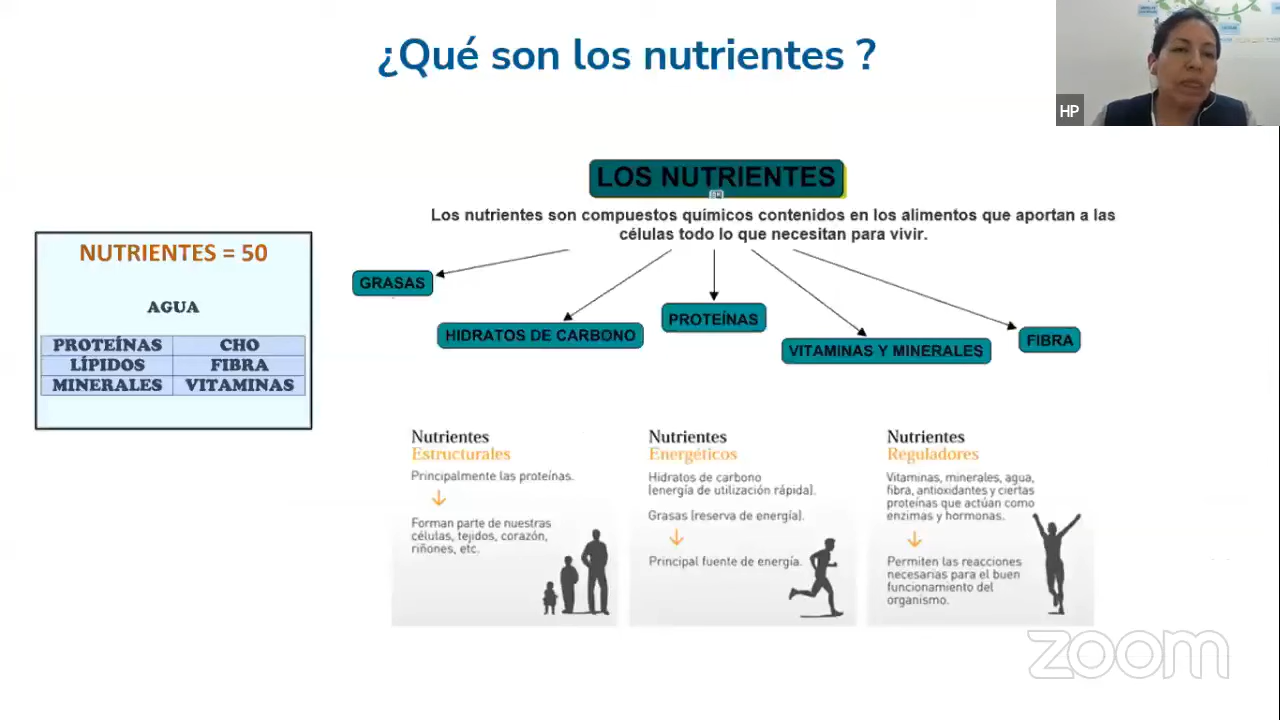 ¿Qué son los nutrientes ?
HP
LOS NUTRIENTES
Los nutrientes son compuestos químicos contenidos en los alimentos que aportan a las
células todo lo que necesitan para vivir.
GRASAS
HIDRATOS DE CARBONO
PROTEÍNAS
VITAMINAS Y MINERALES
FIBRA
NUTRIENTES = 50
AGUA
PROTEÍNAS CHO
LÍPIDOS FIBRA
MINERALES VITAMINAS
Nutrientes
Estructurales
Principalmente las proteínas.
Forman parte de nuestras
células, tejidos, corazón,
riñones, etc.
Nutrientes
Energéticos
Hidratos de carbono
(energía de utilización rápida).
Grasas (reserva de energía).
Principal fuente de energía.
Nutrientes
Reguladores
Vitaminas, minerales, agua,
fibra, antioxidantes y ciertas
proteínas que actúan como
enzimas y hormonas.
Permiten las reacciones
necesarias para el buen
funcionamiento del
organismo.
zoom